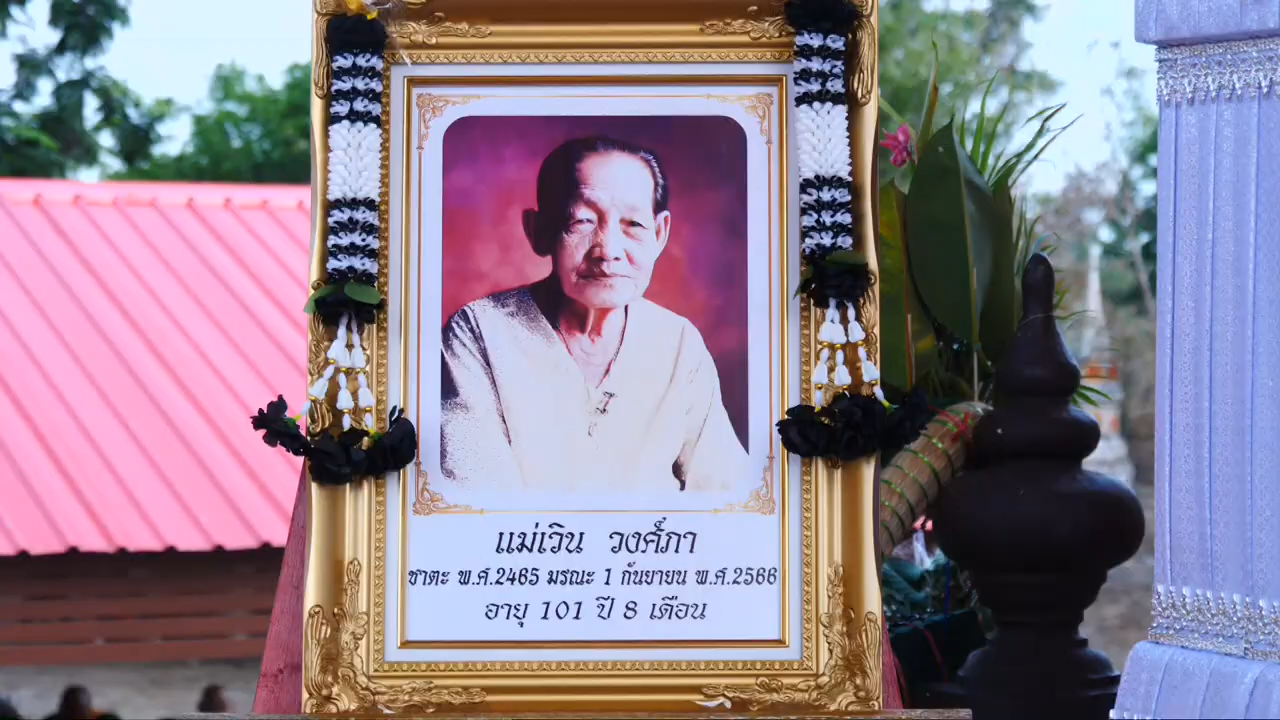 แม่เวิน วงศ์ภา
ชาตะ พ.ศ.2465 มรณะ 1 กันยายน พ.ศ.2566
อายุ 101 ปี 8 เดือน